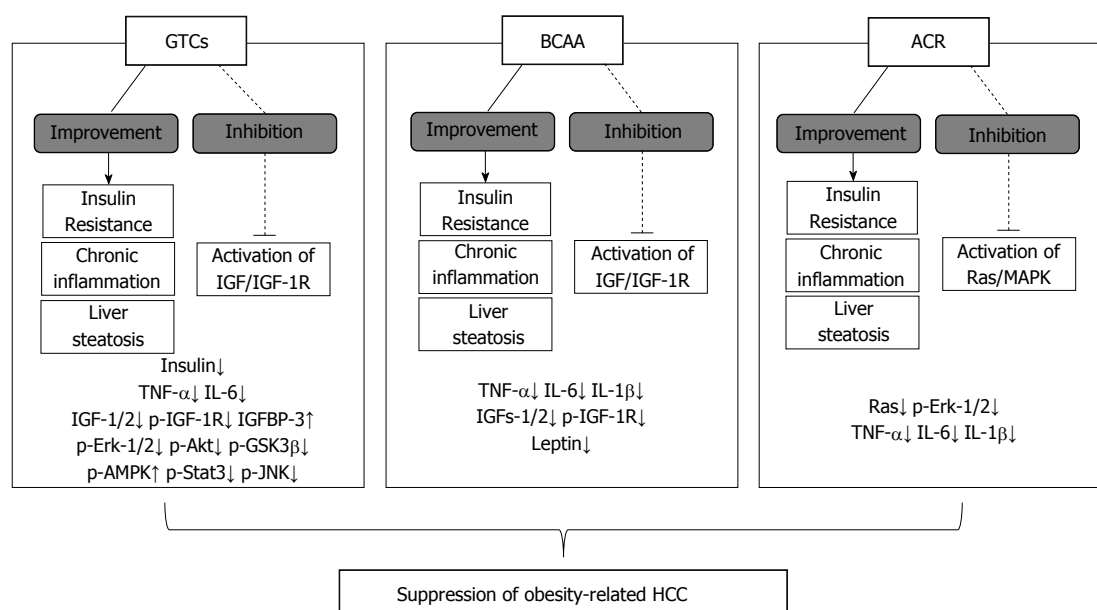 GTCs
Improvement
Inhibition
Insulin
Resistance
Chronic
inflammation
Liver
steatosis
Activation of
IGF/IGF-1R
Insulin↓
TNF-α↓ IL-6↓
IGF-1/2↓ p-IGF-1R↓ IGFBP-3↑
p-Erk-1/2↓ p-Akt↓ p-GSK3β↓
p-AMPK↑ p-Stat3↓ p-JNK↓
BCAA
Improvement
Inhibition
Insulin
Resistance
Chronic
inflammation
Liver
steatosis
Activation of
IGF/IGF-1R
TNF-α↓ IL-6↓ IL-1β↓
IGFs-1/2↓ p-IGF-1R↓
Leptin↓
ACR
Improvement
Inhibition
Insulin
Resistance
Chronic
inflammation
Liver
steatosis
Activation of
Ras/MAPK
Ras↓ p-Erk-1/2↓
TNF-α↓ IL-6↓ IL-1β↓
Suppression of obesity-related HCC